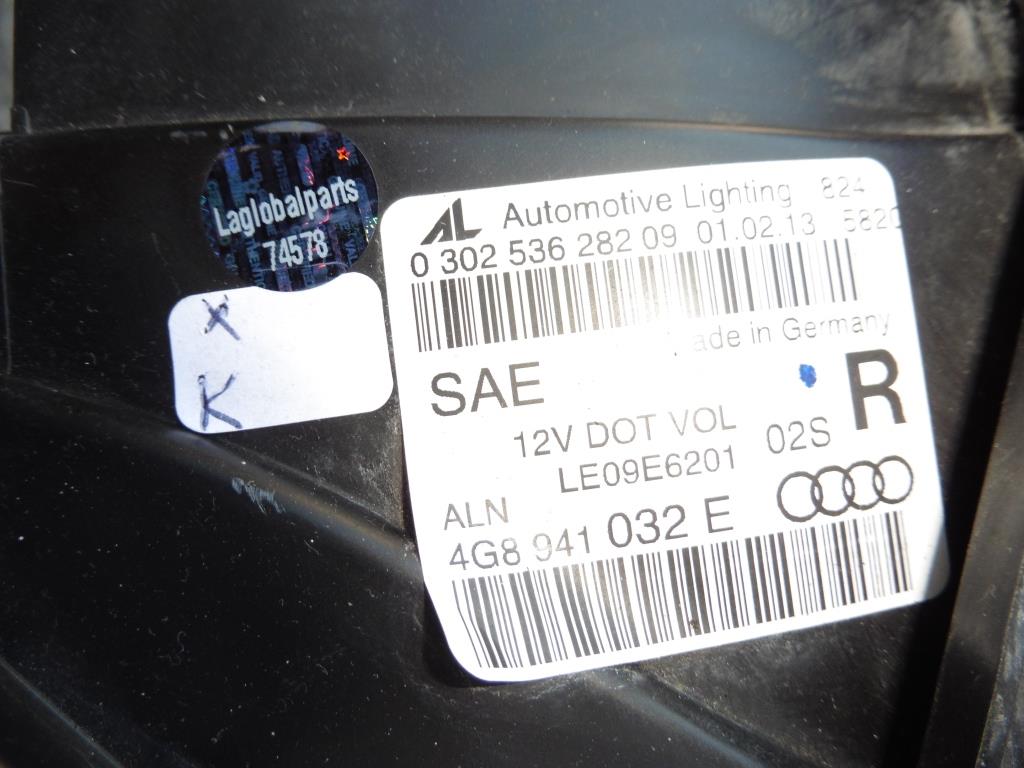 Laglobalparts
74578
X
K
AL Automotive Lighting 824
0 302 536 282 09 01.02.13 5820
ade in Germany
SAE R
12V DOT VOL 02S
LE09E6201
ALN
4G8 941 032 E